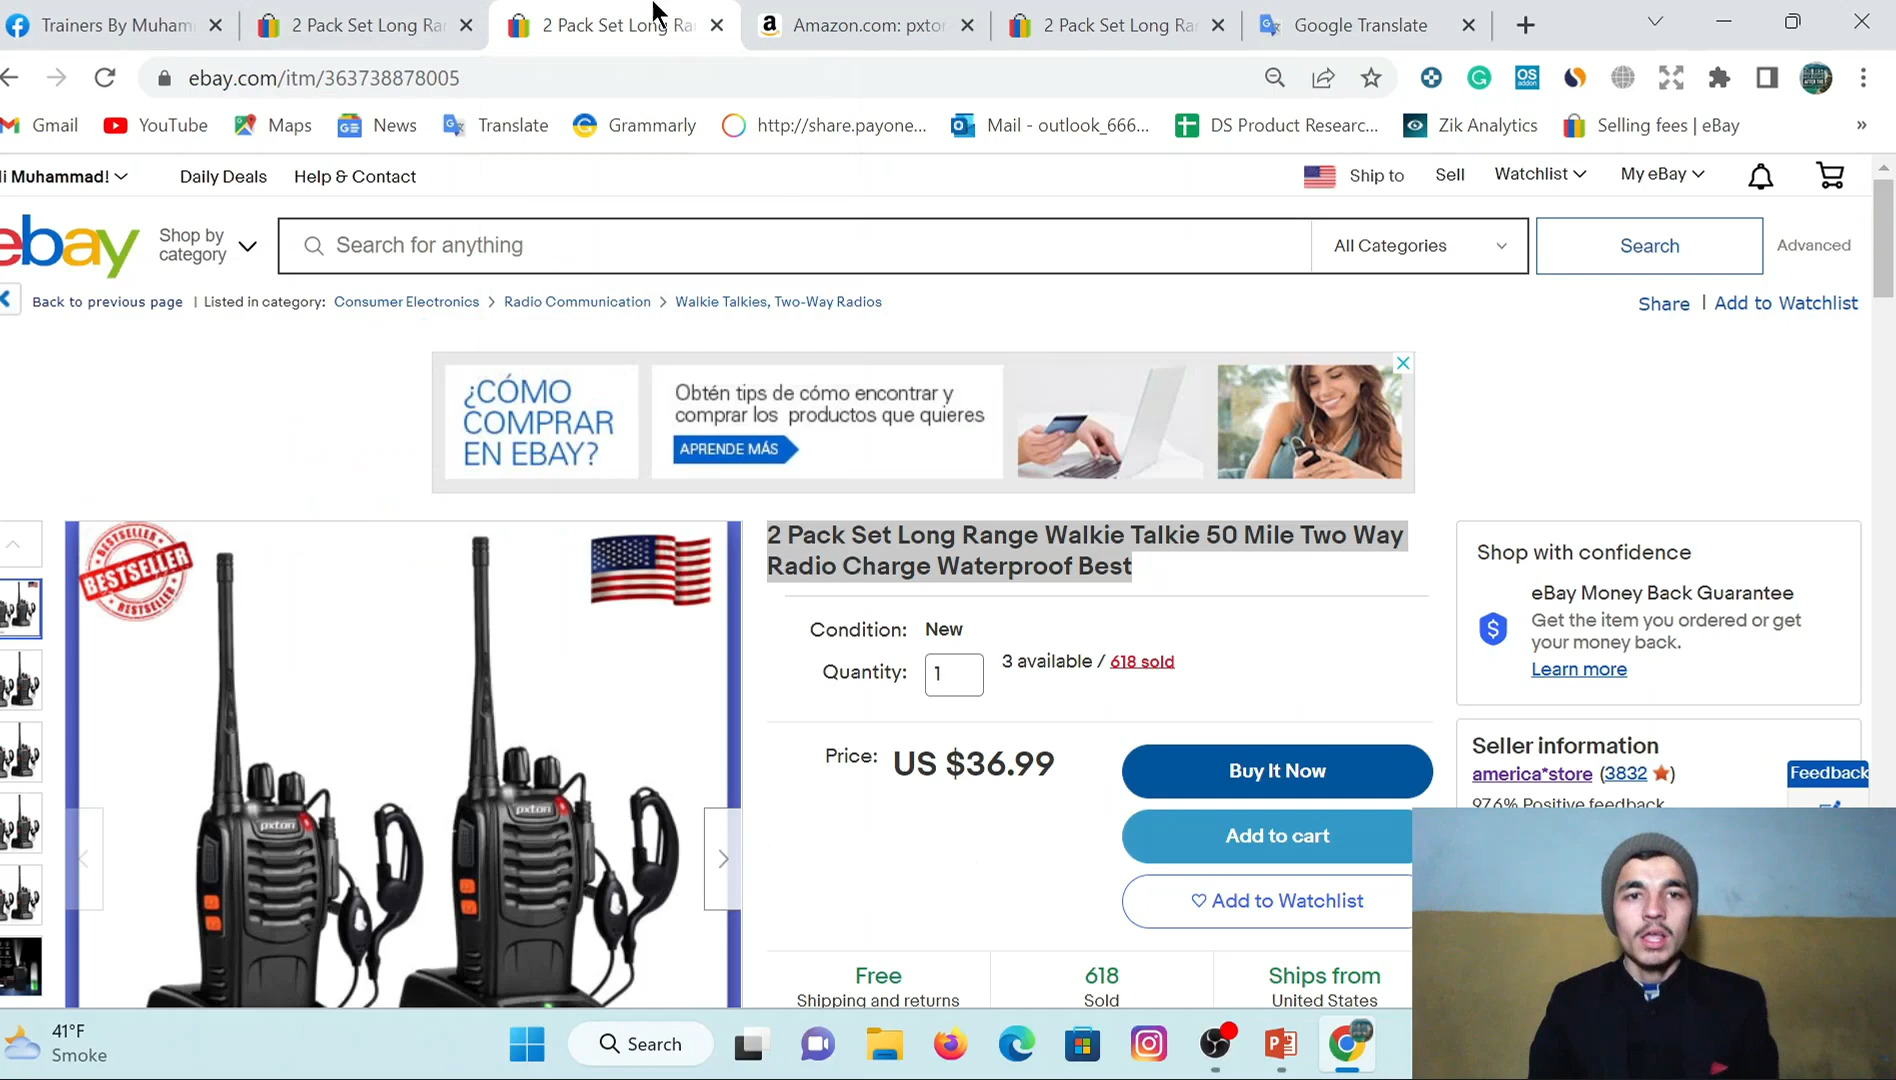 Trainers By Muham
2 Pack Set Long Ra
2 Pack Set Long Ra
Amazon.com: pxto
2 Pack Set Long Ra
Google Translate
ebay.com/itm/363738878005
Gmail
YouTube
Maps
News
Translate
Grammarly
http://share.payone...
Mail - outlook_666...
DS Product Researc...
Zik Analytics
Selling fees | eBay
»
i Muhammad!
Daily Deals
Help & Contact
Ship to
Sell
Watchlist
My eBay
ebay
Shop by
category
Search for anything
All Categories
Search
Advanced
Back to previous page | Listed in category: Consumer Electronics > Radio Communication > Walkie Talkies, Two-Way Radios
Share | Add to Watchlist
¿CÓMO
COMPRAR
EN EBAY?
Obtén tips de cómo encontrar y
comprar los productos que quieres
APRENDE MÁS
BESTSELLER
pxton
pxton
2 Pack Set Long Range Walkie Talkie 50 Mile Two Way
Radio Charge Waterproof Best
Condition: New
Quantity: 1
3 available / 618 sold
Price: US $36.99
Buy It Now
Add to cart
Add to Watchlist
Free
Shipping and returns
618
Sold
Ships from
United States
Shop with confidence
eBay Money Back Guarantee
Get the item you ordered or get
your money back.
Learn more
Seller information
america*store (3832)
97.6% Positive feedback
Feedback
41°F
Smoke
Search